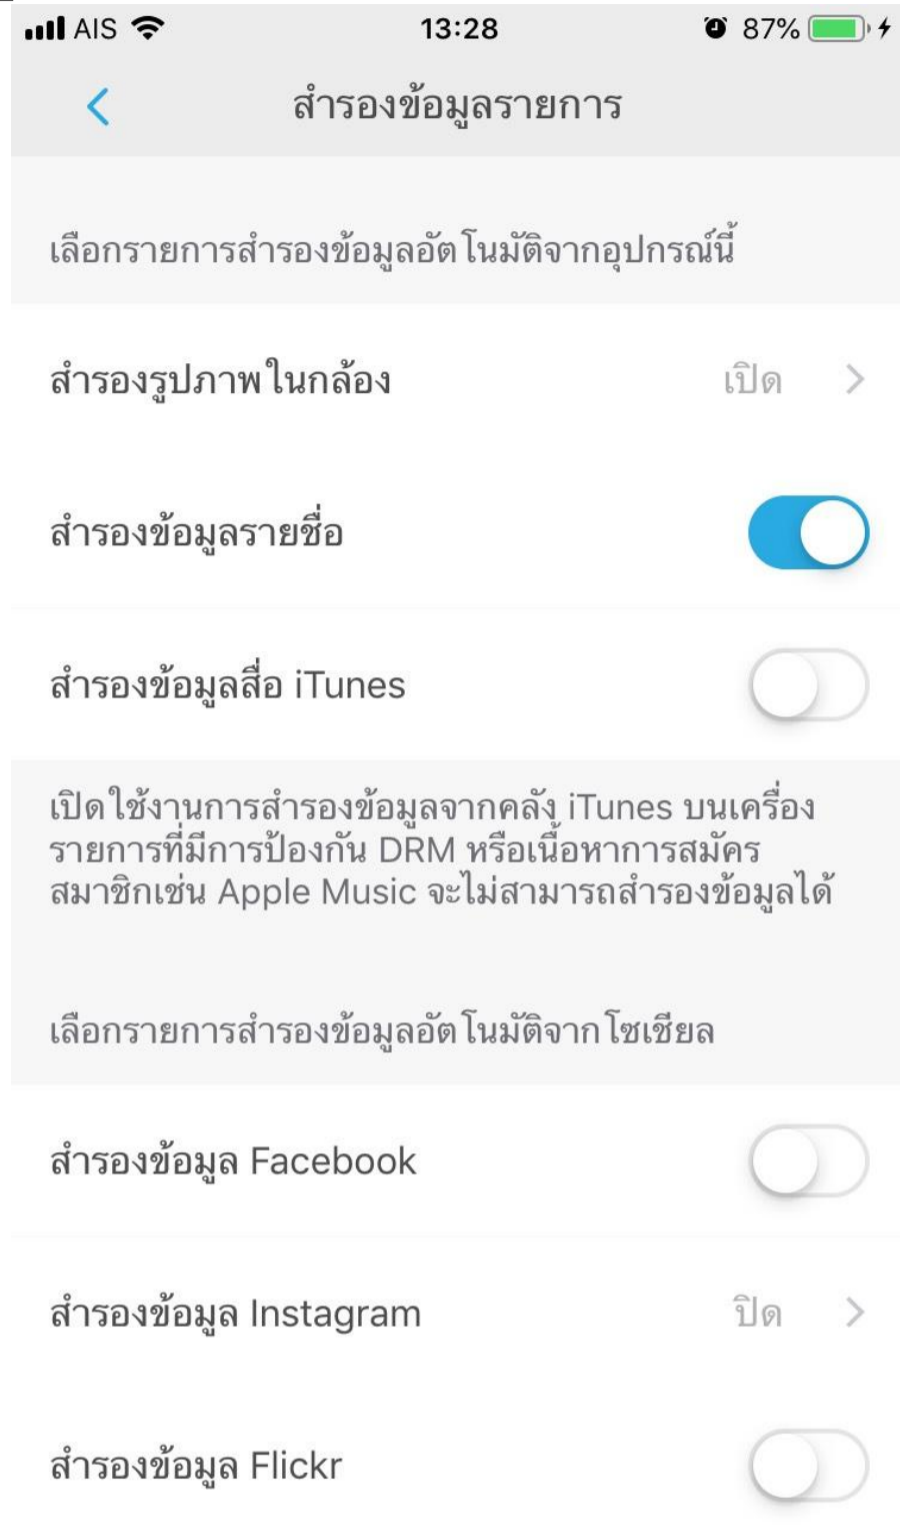 AIS 13:28 87%
สำรองข้อมูลรายการ
เลือกรายการสำรองข้อมูลอัตโนมัติจากอุปกรณ์นี้
สำรองรูปภาพในกล้อง เปิด
สำรองข้อมูลรายชื่อ
สำรองข้อมูลสื่อ iTunes
เปิดใช้งานการสำรองข้อมูลจากคลัง iTunes บนเครื่อง
รายการที่มีการป้องกัน DRM หรือเนื้อหาการสมัคร
สมาชิกเช่น Apple Music จะไม่สามารถสำรองข้อมูลได้
เลือกรายการสำรองข้อมูลอัตโนมัติจากโซเชียล
สำรองข้อมูล Facebook
สำรองข้อมูล Instagram ปิด
สำรองข้อมูล Flickr